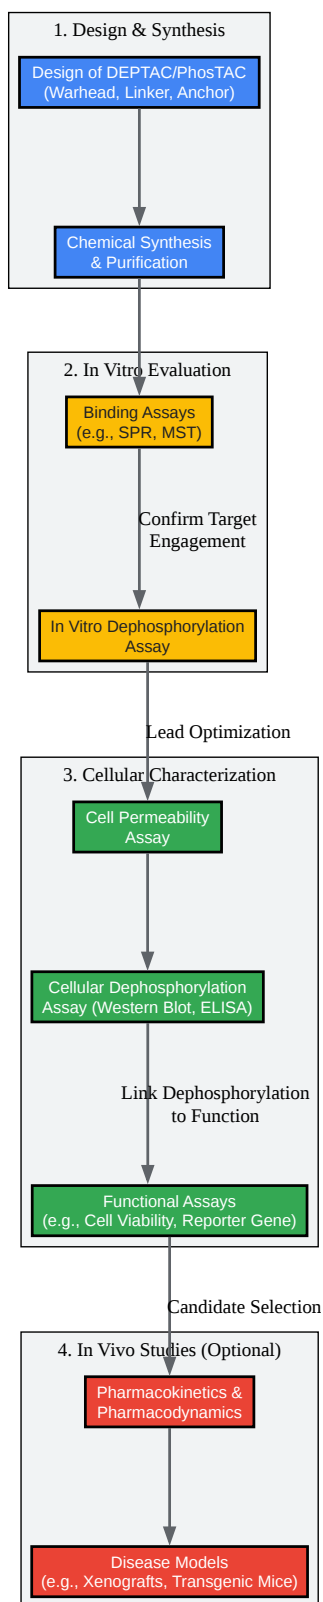 1. Design & Synthesis
Design of DEPTAC/PhosTAC
(Warhead, Linker, Anchor)
Chemical Synthesis
& Purification
2. In Vitro Evaluation
Binding Assays
(e.g., SPR, MST)
Confirm Target
Engagement
In Vitro Dephosphorylation
Assay
Lead Optimization
3. Cellular Characterization
Cell Permeability
Assay
Cellular Dephosphorylation
Assay (Western Blot, ELISA)
Link Dephosphorylation
to Function
Functional Assays
(e.g., Cell Viability, Reporter Gene)
Candidate Selection
4. In Vivo Studies (Optional)
Pharmacokinetics &
Pharmacodynamics
Disease Models
(e.g., Xenografts, Transgenic Mice)